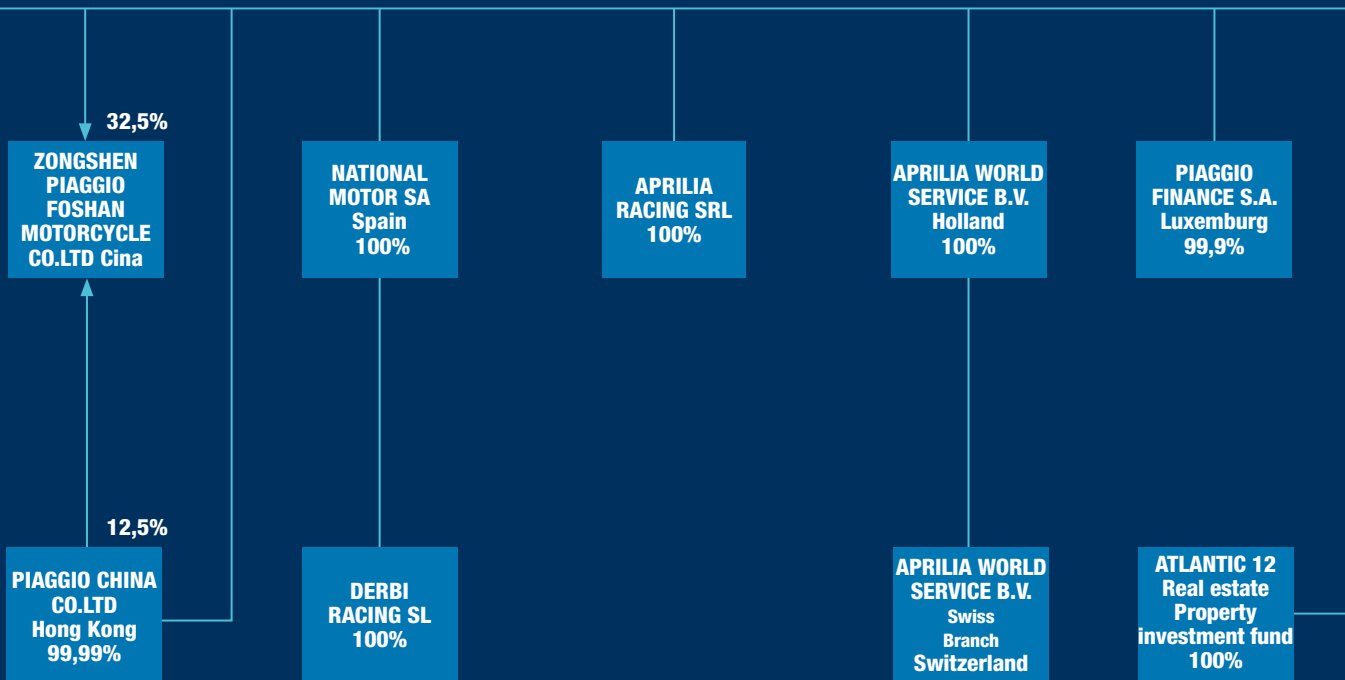 32,5%
ZONGSHEN
PIAGGIO
FOSHAN
MOTORCYCLE
CO.LTD Cina
NATIONAL
MOTOR SA
Spain
100%
APRILIA
RACING SRL
100%
APRILIA WORLD
SERVICE B.V.
Holland
100%
PIAGGIO
FINANCE S.A.
Luxemburg
99,9%
12,5%
PIAGGIO CHINA
CO.LTD
Hong Kong
99,99%
DERBI
RACING SL
100%
APRILIA WORLD
SERVICE B.V.
Swiss
Branch
Switzerland
ATLANTIC 12
Real estate
Property
investment fund
100%